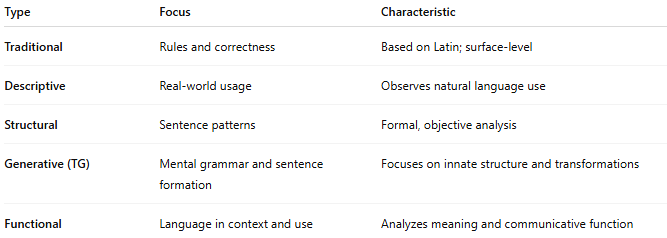 Type Focus Characteristic
Traditional Rules and correctness Based on Latin; surface-level
Descriptive Real-world usage Observes natural language use
Structural Sentence patterns Formal, objective analysis
Generative (TG) Mental grammar and sentence Focuses on innate structure and transformations
formation
Functional Language in context and use Analyzes meaning and communicative function